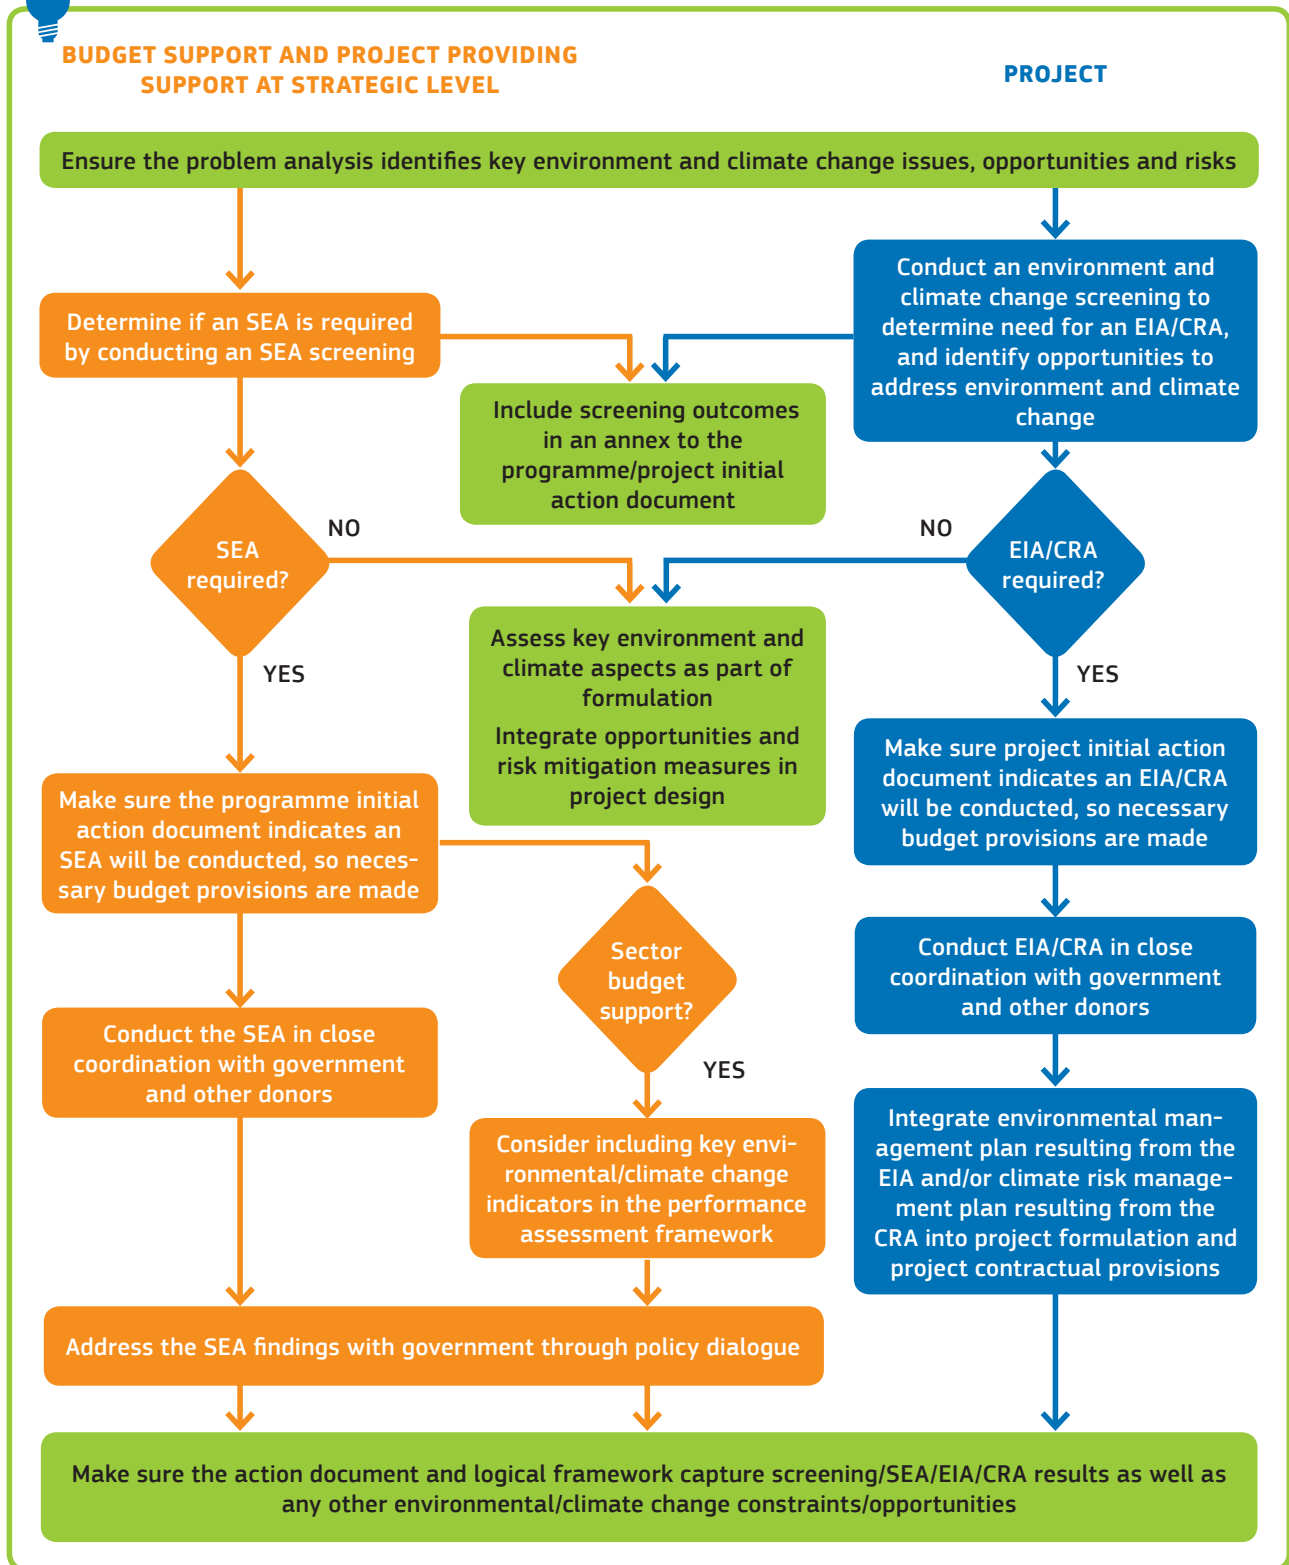 BUDGET SUPPORT AND PROJECT PROVIDING
SUPPORT AT STRATEGIC LEVEL
PROJECT
Ensure the problem analysis identifies key environment and climate change issues, opportunities and risks
Determine if an SEA is required
by conducting an SEA screening
Conduct an environment and
climate change screening to
determine need for an EIA/CRA,
and identify opportunities to
address environment and climate
change
Include screening outcomes
in an annex to the
programme/project initial
action document
SEA
required?
NO
YES
NO
EIA/CRA
required?
YES
Assess key environment and
climate aspects as part of
formulation
Integrate opportunities and
risk mitigation measures in
project design
Make sure the programme initial
action document indicates an
SEA will be conducted, so neces-
sary budget provisions are made
Make sure project initial action
document indicates an EIA/CRA
will be conducted, so necessary
budget provisions are made
Sector
budget
support?
YES
Conduct EIA/CRA in close
coordination with government
and other donors
Conduct the SEA in close
coordination with government
and other donors
Consider including key envi-
ronmental/climate change
indicators in the performance
assessment framework
Integrate environmental man-
agement plan resulting from the
EIA and/or climate risk manage-
ment plan resulting from the
CRA into project formulation and
project contractual provisions
Address the SEA findings with government through policy dialogue
Make sure the action document and logical framework capture screening/SEA/EIA/CRA results as well as
any other environmental/climate change constraints/opportunities